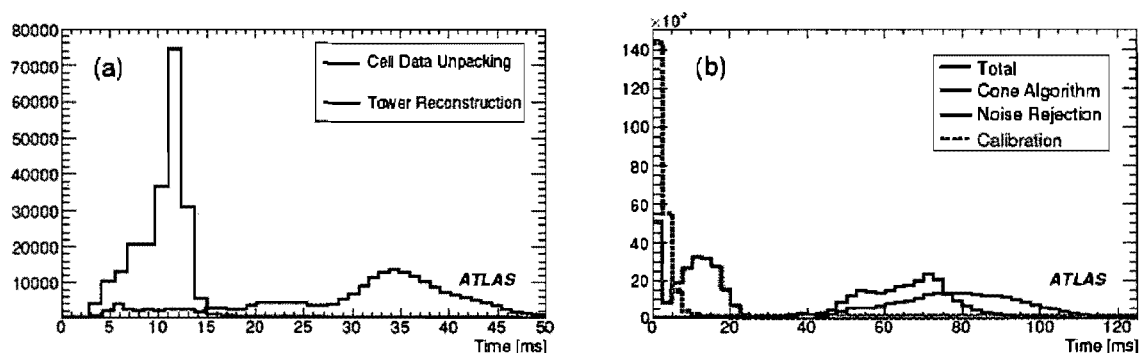 80000
70000
60000
50000
40000
30000
20000
10000
(a)
Cell Data Unpacking
Tower Reconstruction
ATLAS
0 5 10 15 20 25 30 35 40 45 50
Time [ms]
×10³
140
120
100
80
60
40
20
0
(b)
Total
Cone Algorithm
Noise Rejection
Calibration
ATLAS
0 20 40 60 80 100 120
Time [ms]